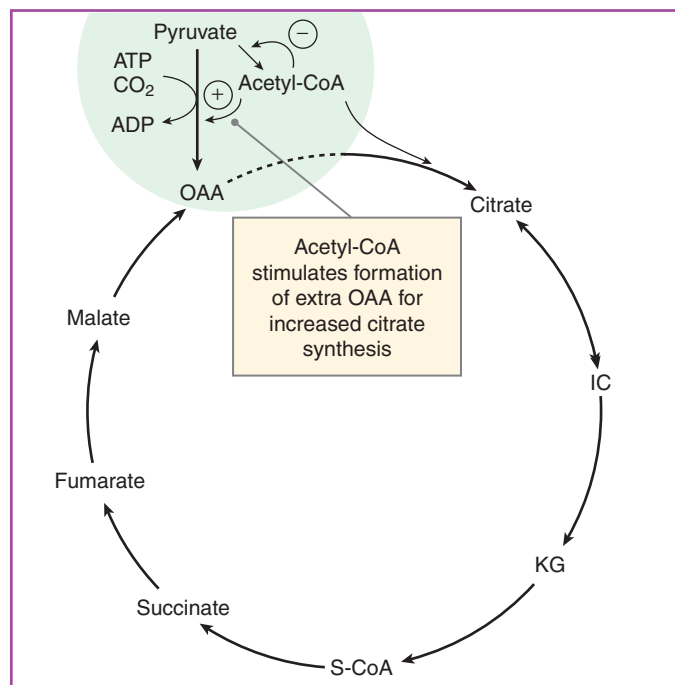 Pyruvate
−
ATP
CO₂
Acetyl-CoA
+
ADP
OAA
Citrate
Acetyl-CoA
stimulates formation
of extra OAA for
increased citrate
synthesis
Malate
IC
Fumarate
KG
Succinate
S-CoA